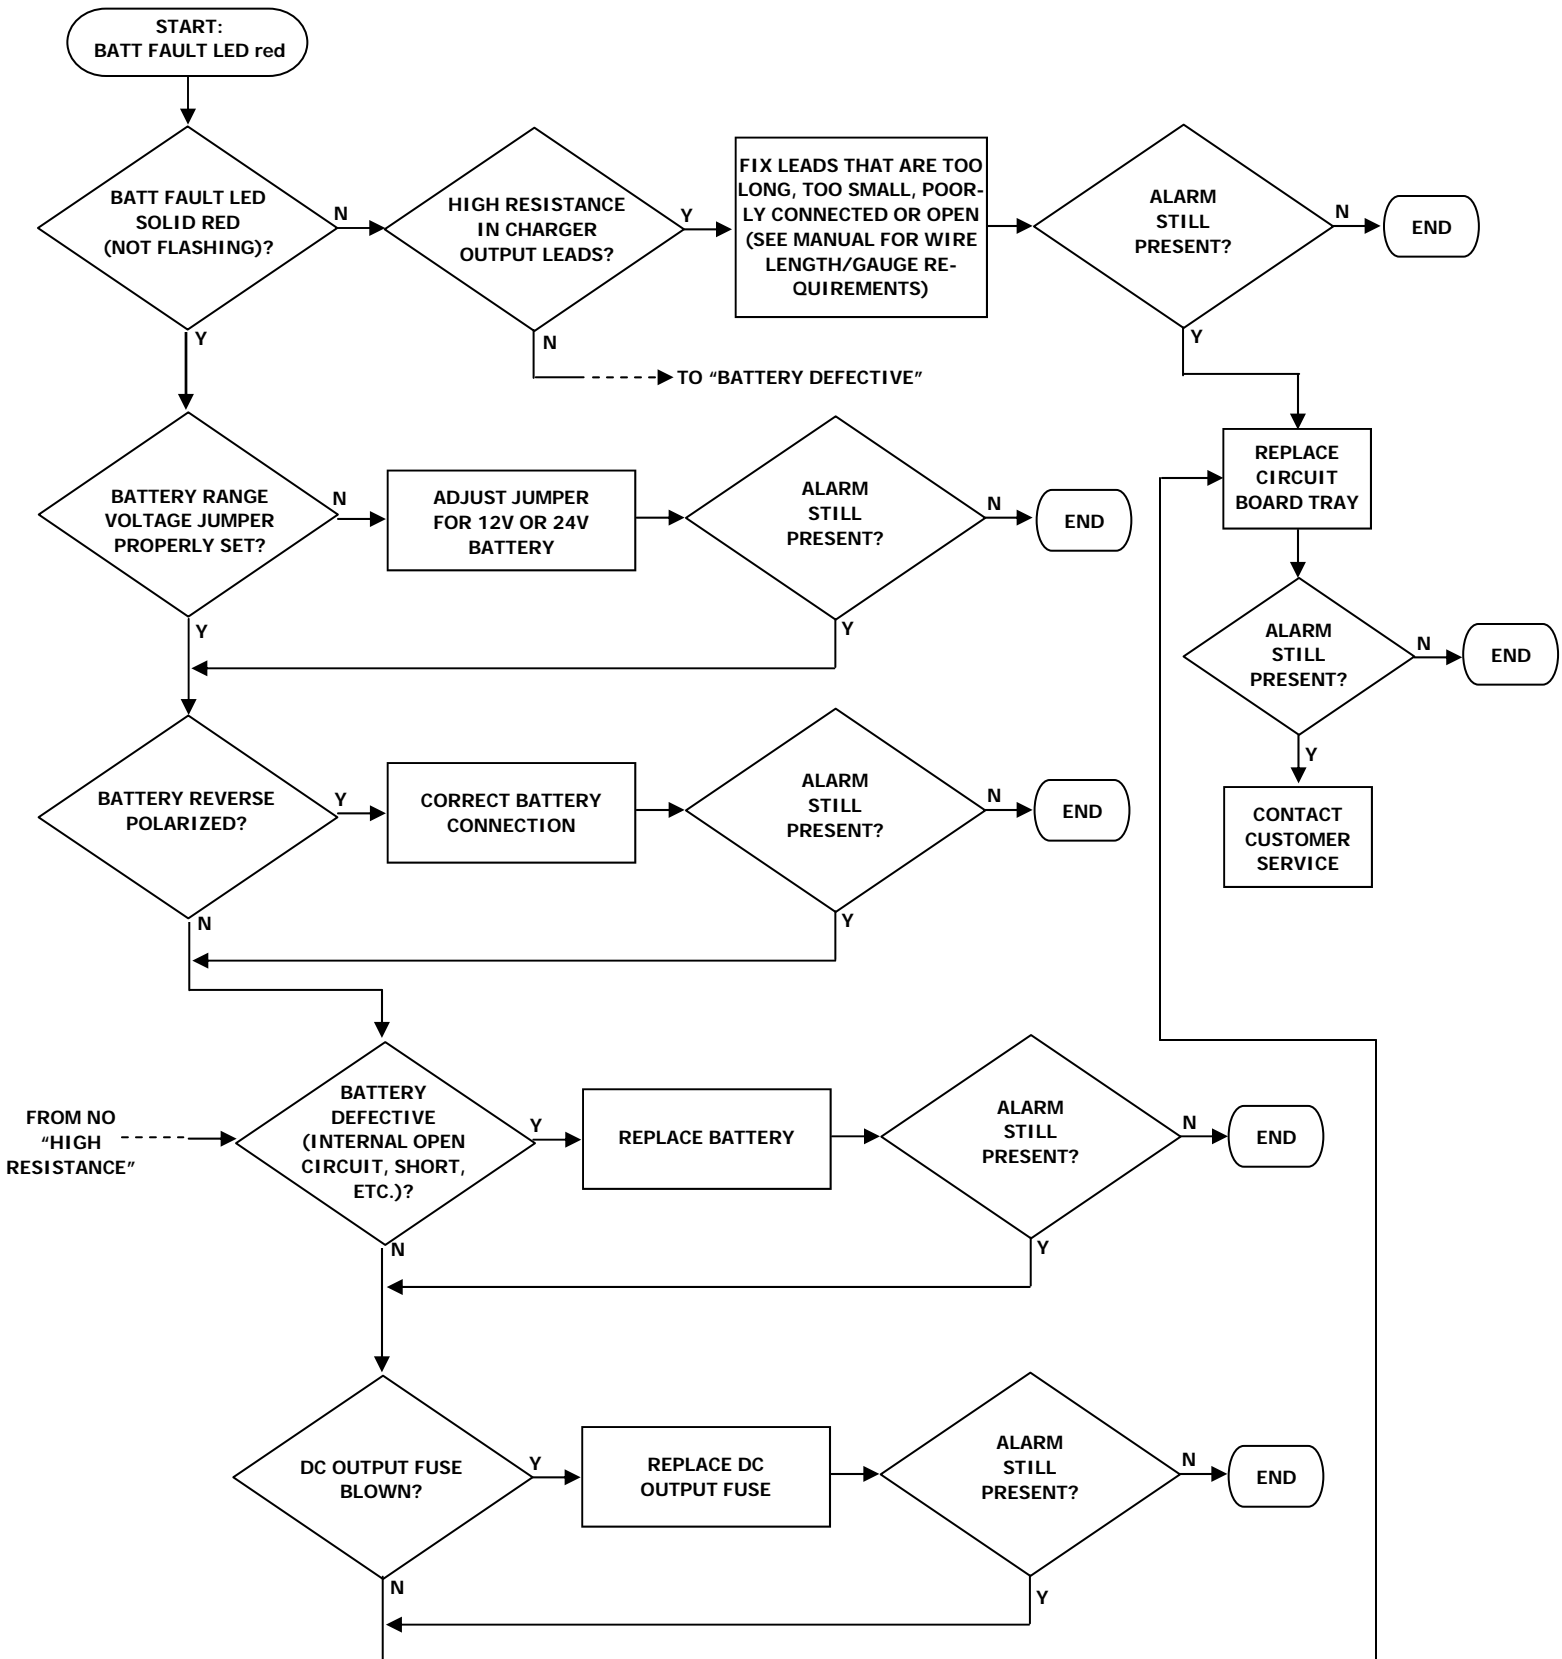 START:
BATT FAULT LED red
BATT FAULT LED
SOLID RED
(NOT FLASHING)?
N
Y
HIGH RESISTANCE
IN CHARGER
OUTPUT LEADS?
Y
N
TO “BATTERY DEFECTIVE”
FIX LEADS THAT ARE TOO
LONG, TOO SMALL, POOR-
LY CONNECTED OR OPEN
(SEE MANUAL FOR WIRE
LENGTH/GAUGE RE-
QUIREMENTS)
ALARM
STILL
PRESENT?
N
END
Y
REPLACE
CIRCUIT
BOARD TRAY
ALARM
STILL
PRESENT?
N
END
Y
CONTACT
CUSTOMER
SERVICE
BATTERY RANGE
VOLTAGE JUMPER
PROPERLY SET?
N
Y
ADJUST JUMPER
FOR 12V OR 24V
BATTERY
ALARM
STILL
PRESENT?
N
END
Y
BATTERY REVERSE
POLARIZED?
Y
N
CORRECT BATTERY
CONNECTION
ALARM
STILL
PRESENT?
N
END
Y
FROM NO
“HIGH
RESISTANCE”
BATTERY
DEFECTIVE
(INTERNAL OPEN
CIRCUIT, SHORT,
ETC.)?
Y
N
REPLACE BATTERY
ALARM
STILL
PRESENT?
N
END
Y
DC OUTPUT FUSE
BLOWN?
Y
N
REPLACE DC
OUTPUT FUSE
ALARM
STILL
PRESENT?
N
END
Y